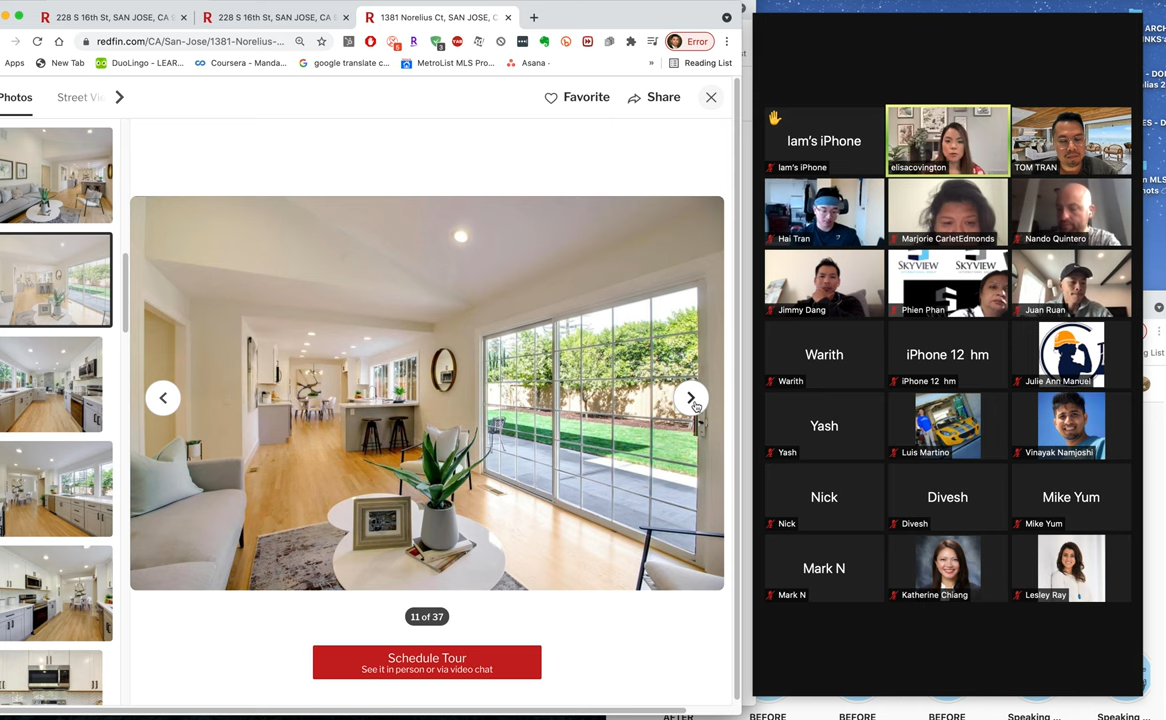 228 S 16th St, SAN JOSE, CA
228 S 16th St, SAN JOSE, CA
1381 Norelius Ct, SAN JOSE, C
redfin.com/CA/San-Jose/1381-Norelius-...
Error
Apps
New Tab
DuoLingo - LEAR...
Coursera - Manda...
google translate c...
MetroList MLS Pro...
Asana -
»
Reading List
Photos
Street Vi
Favorite
Share
11 of 37
Schedule Tour
See it in person or via video chat
Iam's iPhone
Iam's iPhone
elisacovington
TOM TRAN
Hai Tran
Marjorie CarletEdmonds
Nando Quintero
SKYVIEW
SKYVIEW
Jimmy Dang
Phien Phan
Juan Ruan
Warith
Warith
iPhone 12 hm
iPhone 12 hm
Julie Ann Manuel
Yash
Yash
Luis Martino
Vinayak Namjoshi
Nick
Nick
Divesh
Divesh
Mike Yum
Mike Yum
Mark N
Mark N
Katherine Chiang
Lesley Ray
g List
AFTER
BEFORE
BEFORE
BEFORE
Speaking ...
Speaking ...